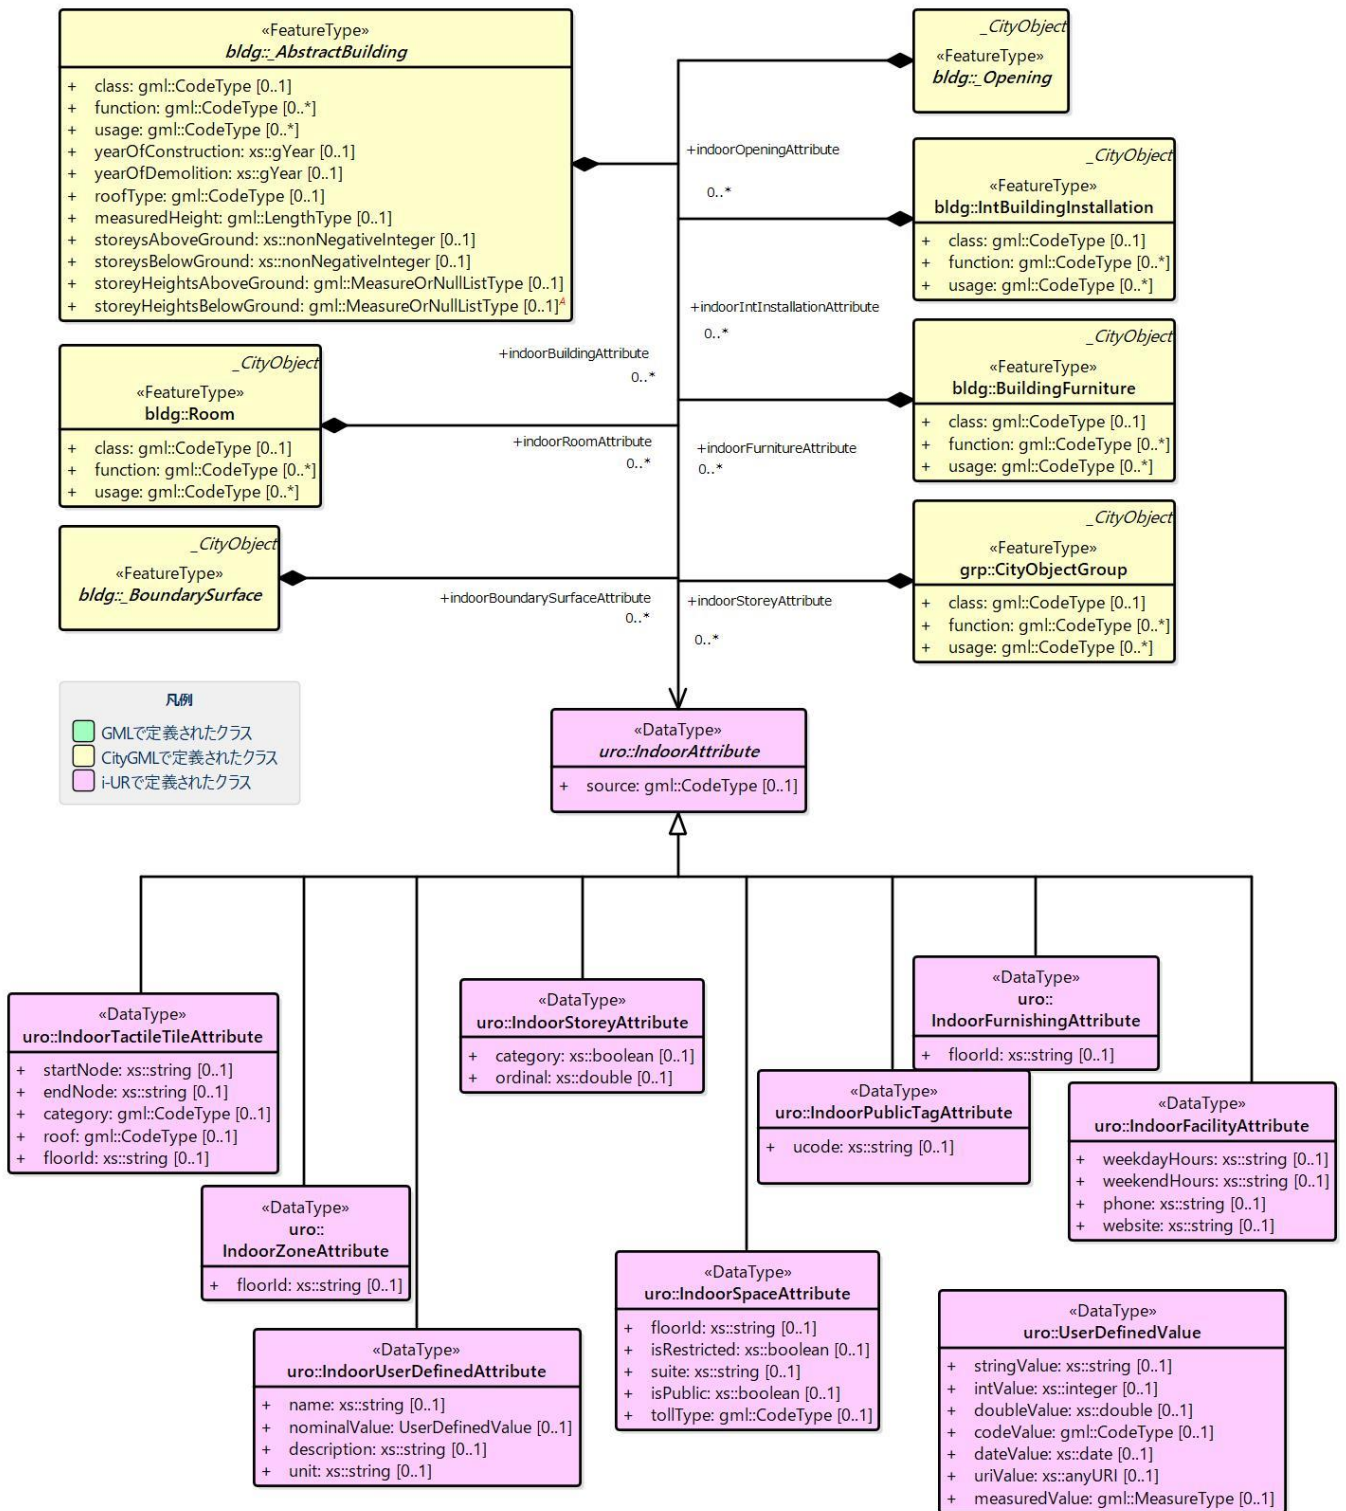 «FeatureType»
bldg::_AbstractBuilding
+ class: gml::CodeType [0..1]
+ function: gml::CodeType [0..*]
+ usage: gml::CodeType [0..*]
+ yearOfConstruction: xs::gYear [0..1]
+ yearOfDemolition: xs::gYear [0..1]
+ roofType: gml::CodeType [0..1]
+ measuredHeight: gml::LengthType [0..1]
+ storeysAboveGround: xs::nonNegativeInteger [0..1]
+ storeysBelowGround: xs::nonNegativeInteger [0..1]
+ storeyHeightsAboveGround: gml::MeasureOrNullListType [0..1]
+ storeyHeightsBelowGround: gml::MeasureOrNullListType [0..1]
_CityObject
«FeatureType»
bldg::_Opening
+indoorOpeningAttribute
0..*
_CityObject
«FeatureType»
bldg::IntBuildingInstallation
+ class: gml::CodeType [0..1]
+ function: gml::CodeType [0..*]
+ usage: gml::CodeType [0..*]
+indoorIntInstallationAttribute
0..*
+indoorBuildingAttribute
0..*
_CityObject
«FeatureType»
bldg::Room
+ class: gml::CodeType [0..1]
+ function: gml::CodeType [0..*]
+ usage: gml::CodeType [0..*]
+indoorRoomAttribute
0..*
_CityObject
«FeatureType»
bldg::BuildingFurniture
+ class: gml::CodeType [0..1]
+ function: gml::CodeType [0..*]
+ usage: gml::CodeType [0..*]
+indoorFurnitureAttribute
0..*
_CityObject
«FeatureType»
bldg::_BoundarySurface
+indoorBoundarySurfaceAttribute
0..*
_CityObject
«FeatureType»
grp::CityObjectGroup
+ class: gml::CodeType [0..1]
+ function: gml::CodeType [0..*]
+ usage: gml::CodeType [0..*]
+indoorStoreyAttribute
0..*
凡例
GMLで定義されたクラス
CityGMLで定義されたクラス
i-URで定義されたクラス
«DataType»
uro::IndoorAttribute
+ source: gml::CodeType [0..1]
«DataType»
uro::IndoorTactileTileAttribute
+ startNode: xs::string [0..1]
+ endNode: xs::string [0..1]
+ category: gml::CodeType [0..1]
+ roof: gml::CodeType [0..1]
+ floorId: xs::string [0..1]
«DataType»
uro::IndoorStoreyAttribute
+ category: xs::boolean [0..1]
+ ordinal: xs::double [0..1]
«DataType»
uro::
IndoorFurnishingAttribute
+ floorId: xs::string [0..1]
«DataType»
uro::IndoorPublicTagAttribute
+ ucode: xs::string [0..1]
«DataType»
uro::IndoorFacilityAttribute
+ weekdayHours: xs::string [0..1]
+ weekendHours: xs::string [0..1]
+ phone: xs::string [0..1]
+ website: xs::string [0..1]
«DataType»
uro::
IndoorZoneAttribute
+ floorId: xs::string [0..1]
«DataType»
uro::IndoorSpaceAttribute
+ floorId: xs::string [0..1]
+ isRestricted: xs::boolean [0..1]
+ suite: xs::string [0..1]
+ isPublic: xs::boolean [0..1]
+ tollType: gml::CodeType [0..1]
«DataType»
uro::IndoorUserDefinedAttribute
+ name: xs::string [0..1]
+ nominalValue: UserDefinedValue [0..1]
+ description: xs::string [0..1]
+ unit: xs::string [0..1]
«DataType»
uro::UserDefinedValue
+ stringValue: xs::string [0..1]
+ intValue: xs::integer [0..1]
+ doubleValue: xs::double [0..1]
+ codeValue: gml::CodeType [0..1]
+ dateValue: xs::date [0..1]
+ uriValue: xs::anyURI [0..1]
+ measuredValue: gml::MeasureType [0..1]